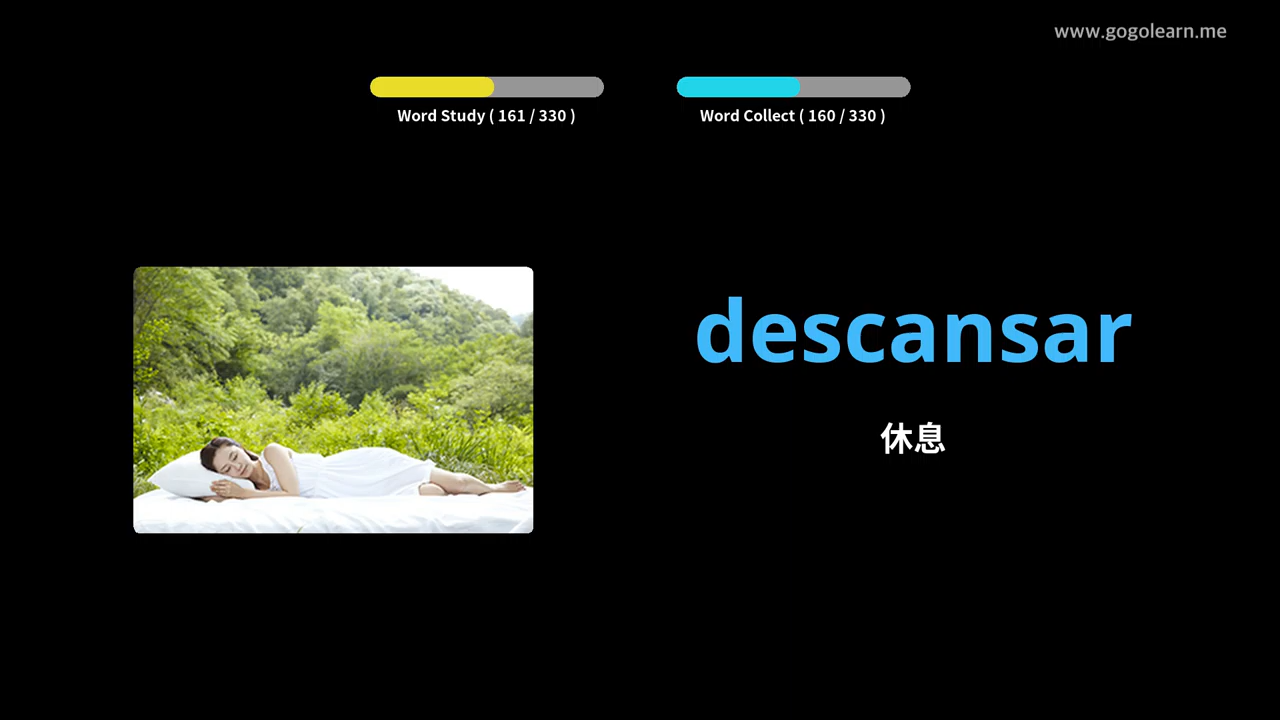 www.gogolearn.me
Word Study ( 161 / 330 )
Word Collect ( 160 / 330 )
descansar
休息